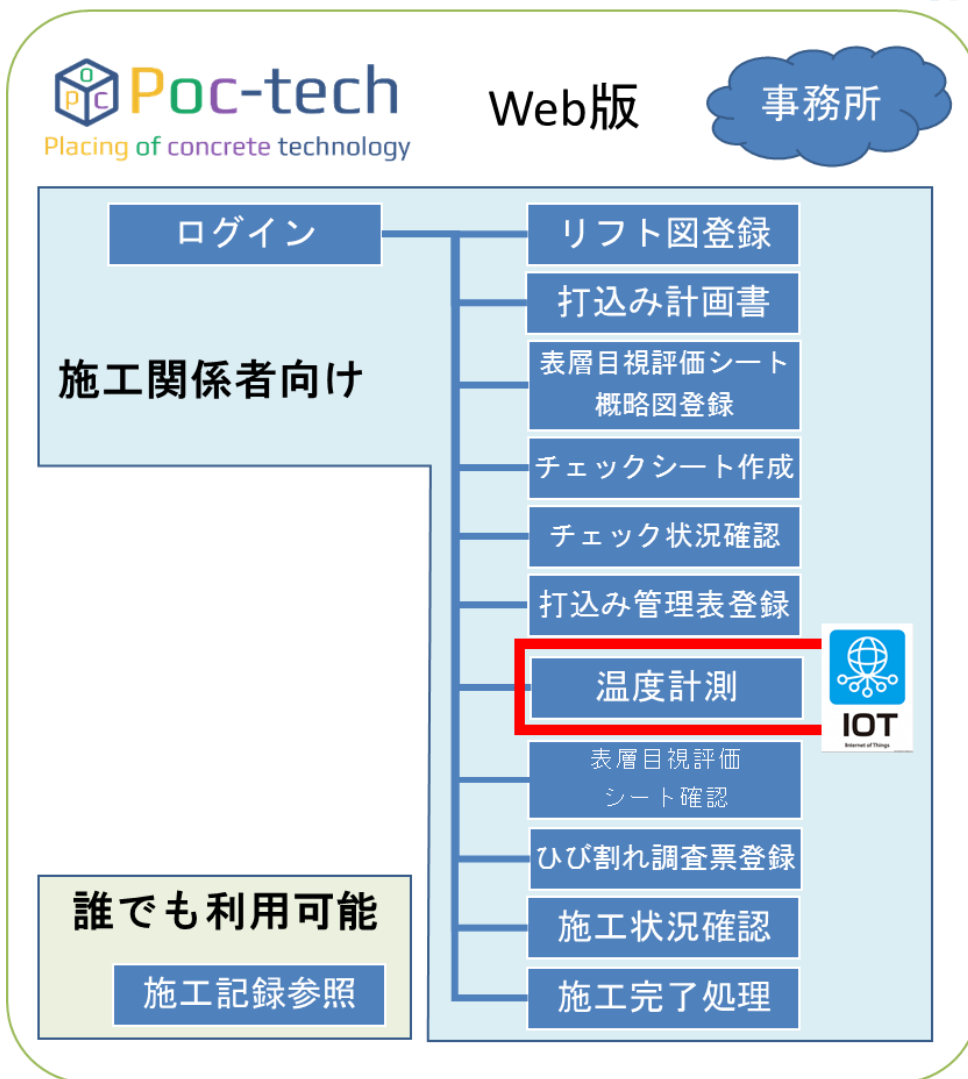 Poc-tech
Placing of concrete technology
Web版
事務所
ログイン
施工関係者向け
リフト図登録
打込み計画書
表層目視評価シート
概略図登録
チェックシート作成
チェック状況確認
打込み管理表登録
温度計測
IOT
Internet of Things
表層目視評価
シート確認
ひび割れ調査票登録
施工状況確認
施工完了処理
誰でも利用可能
施工記録参照